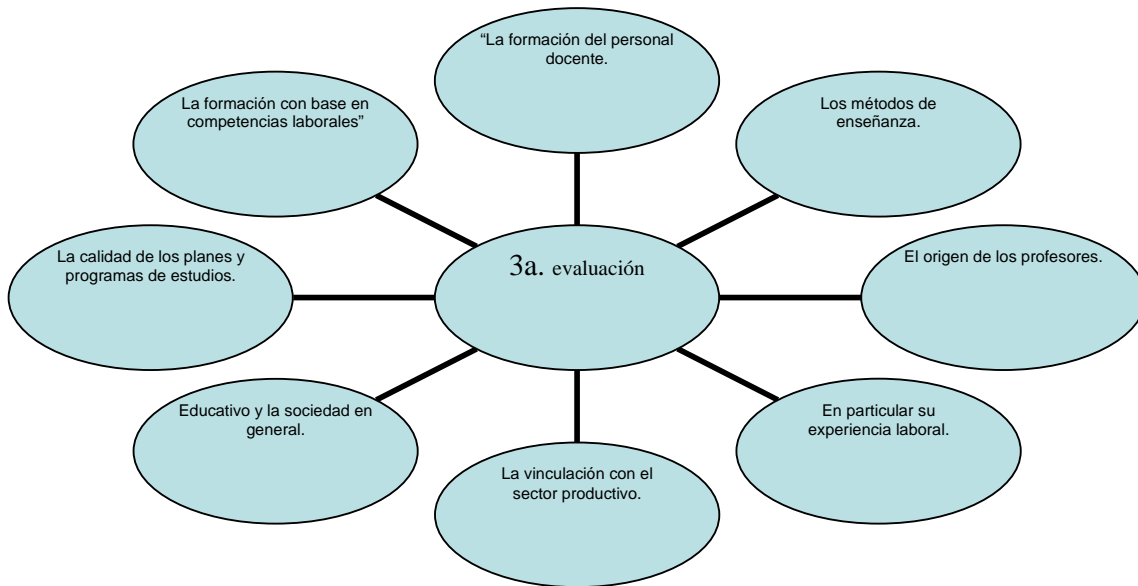 “La formación del personal
docente.
Los métodos de
enseñanza.
El origen de los profesores.
En particular su
experiencia laboral.
La vinculación con el
sector productivo.
Educativo y la sociedad en
general.
La calidad de los planes y
programas de estudios.
La formación con base en
competencias laborales”
3a. evaluación